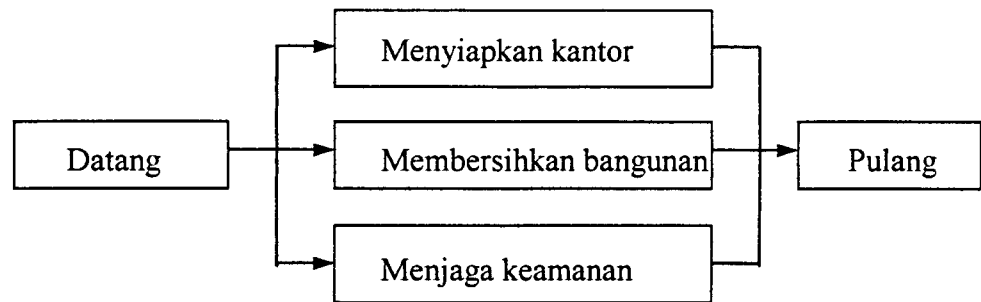 Datang
Menyiapkan kantor
Membersihkan bangunan
Menjaga keamanan
Pulang